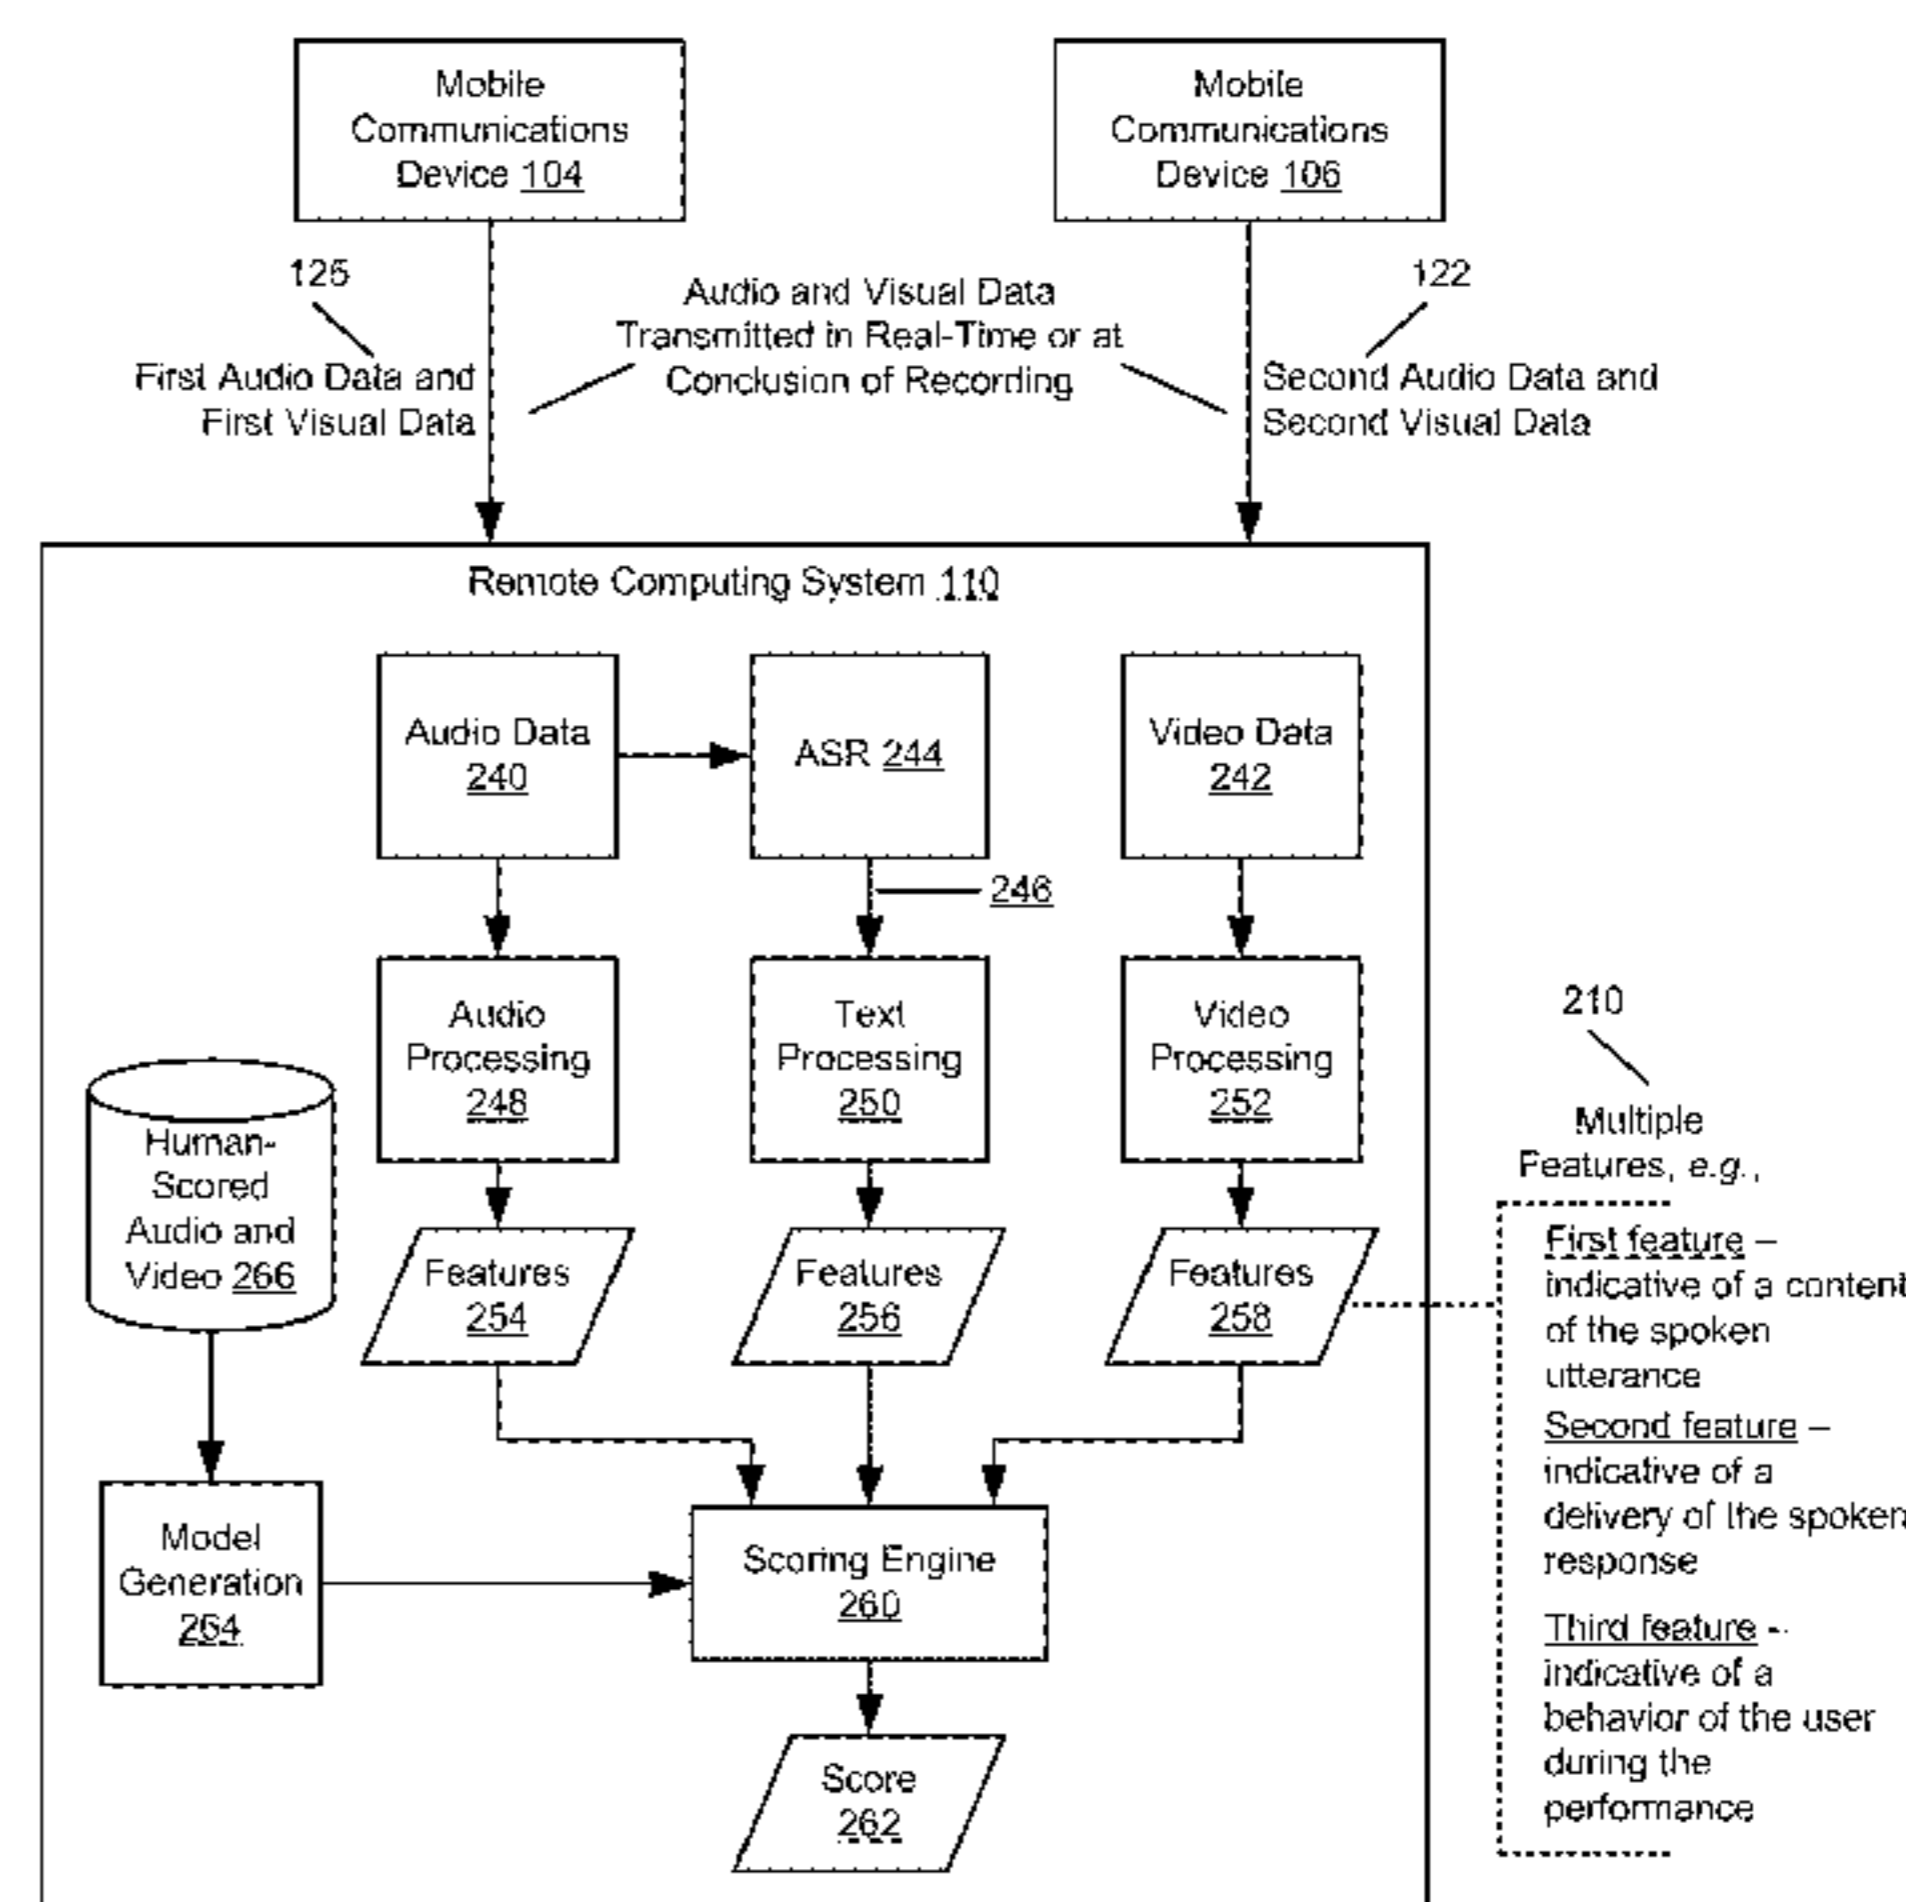 Mobile
Communications
Device 104
Mobile
Communications
Device 106
125
First Audio Data and
First Visual Data
Audio and Visual Data
Transmitted in Real-Time or at
Conclusion of Recording
122
Second Audio Data and
Second Visual Data
Remote Computing System 110
Audio Data
240
ASR 244
Video Data
242
246
Audio
Processing
248
Text
Processing
250
Video
Processing
252
Human-
Scored
Audio and
Video 266
Features
254
Features
256
Features
258
210
Multiple
Features, e.g.,
First feature –
indicative of a content
of the spoken
utterance
Second feature –
indicative of a
delivery of the spoken
response
Third feature --
indicative of a
behavior of the user
during the
performance
Model
Generation
264
Scoring Engine
260
Score
262